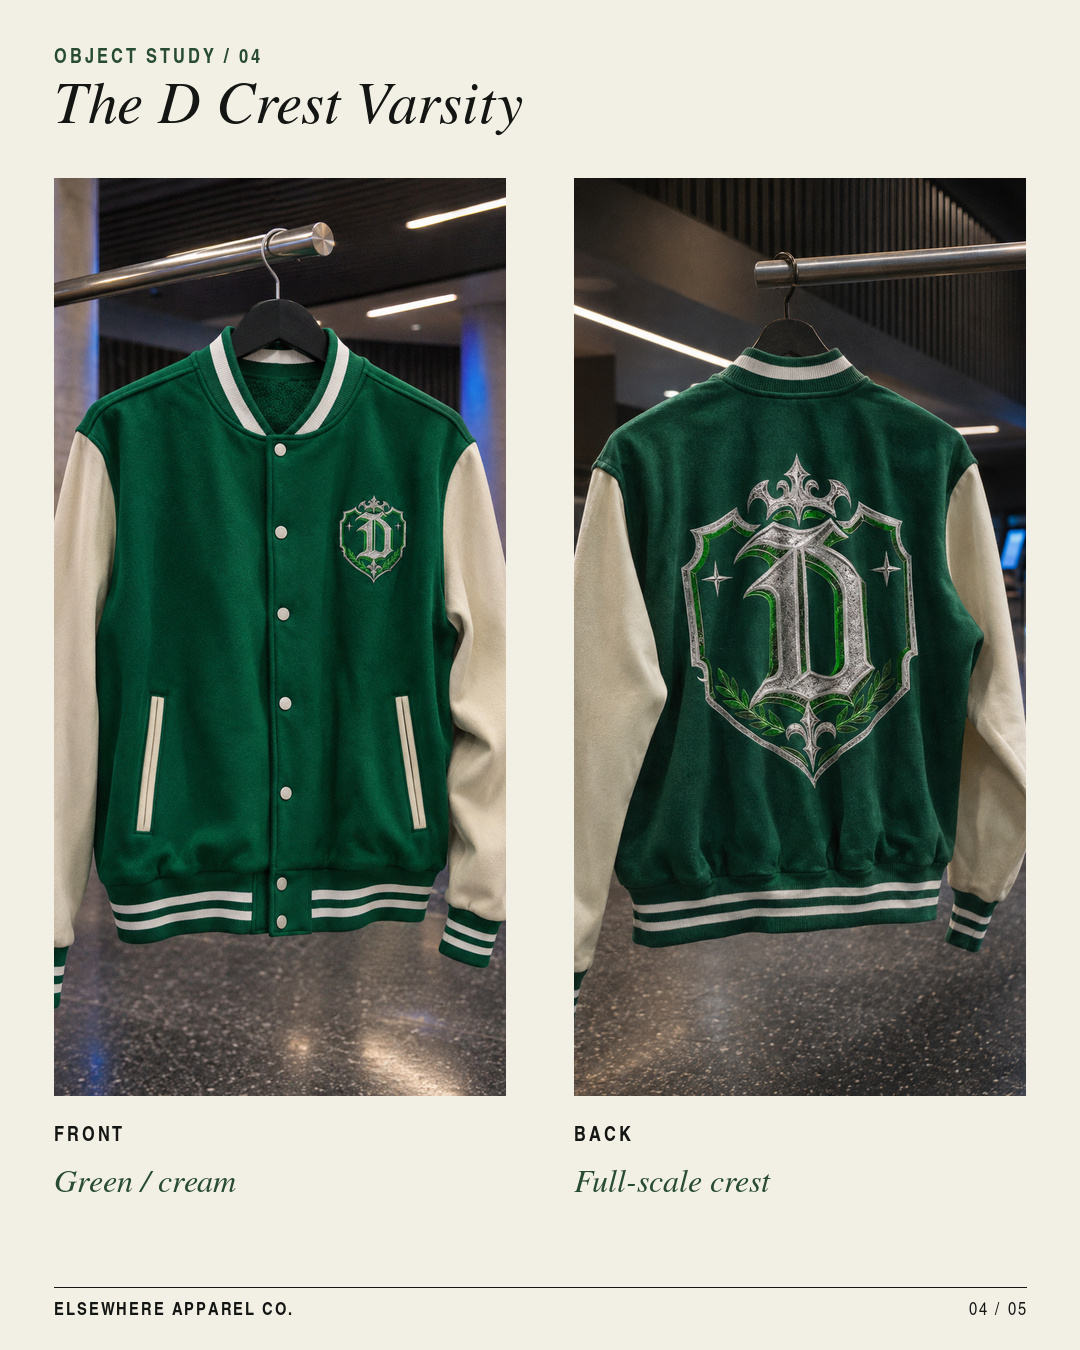 OBJECT STUDY / 04
The D Crest Varsity
D
D
FRONT
Green / cream
BACK
Full-scale crest
ELSEWHERE APPAREL CO.
04 / 05